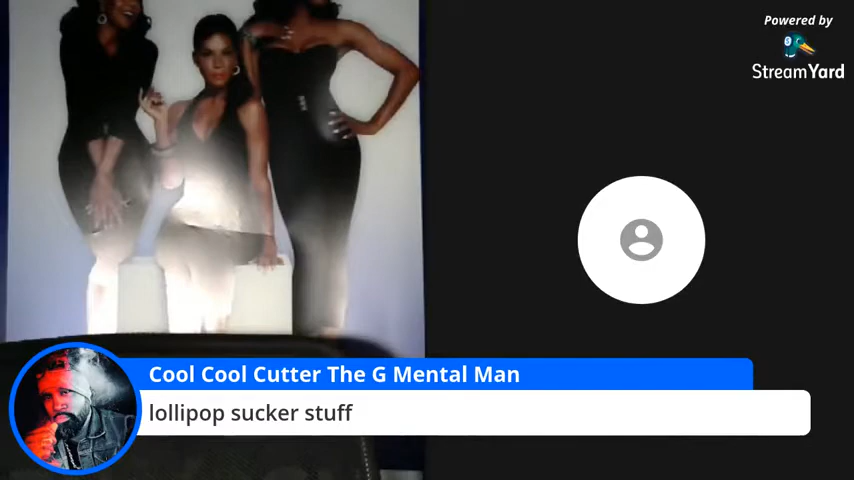 Powered by
StreamYard
Cool Cool Cutter The G Mental Man
lollipop sucker stuff